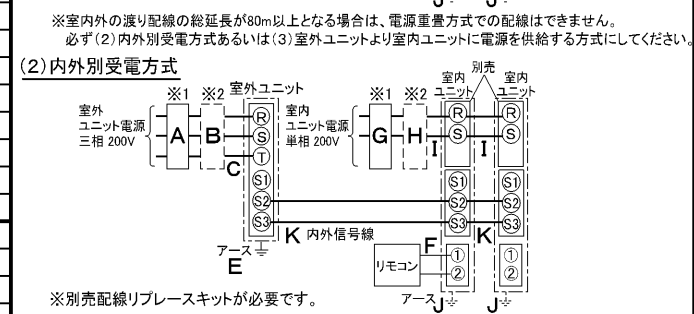 ※室内外の渡り配線の総延長が80m以上となる場合は、電源重畳方式での配線はできません。
必ず(2)内外別受電方式あるいは(3)室外ユニットより室内ユニットに電源を供給する方式にしてください。
(2)内外別受電方式
※1 ※2 室外ユニット ※1 ※2 室内ユニット 別売 室内ユニット
室外
ユニット電源
三相 200V
A B C
R
S
T
S1
S2
S3
室内
ユニット電源
単相 200V
G H I I
R
S
S1
S2
S3
R
S
S1
S2
S3
K 内外信号線 K
アース
E
リモコン
F
①
②
①
②
アース J J
※別売配線リプレースキットが必要です。